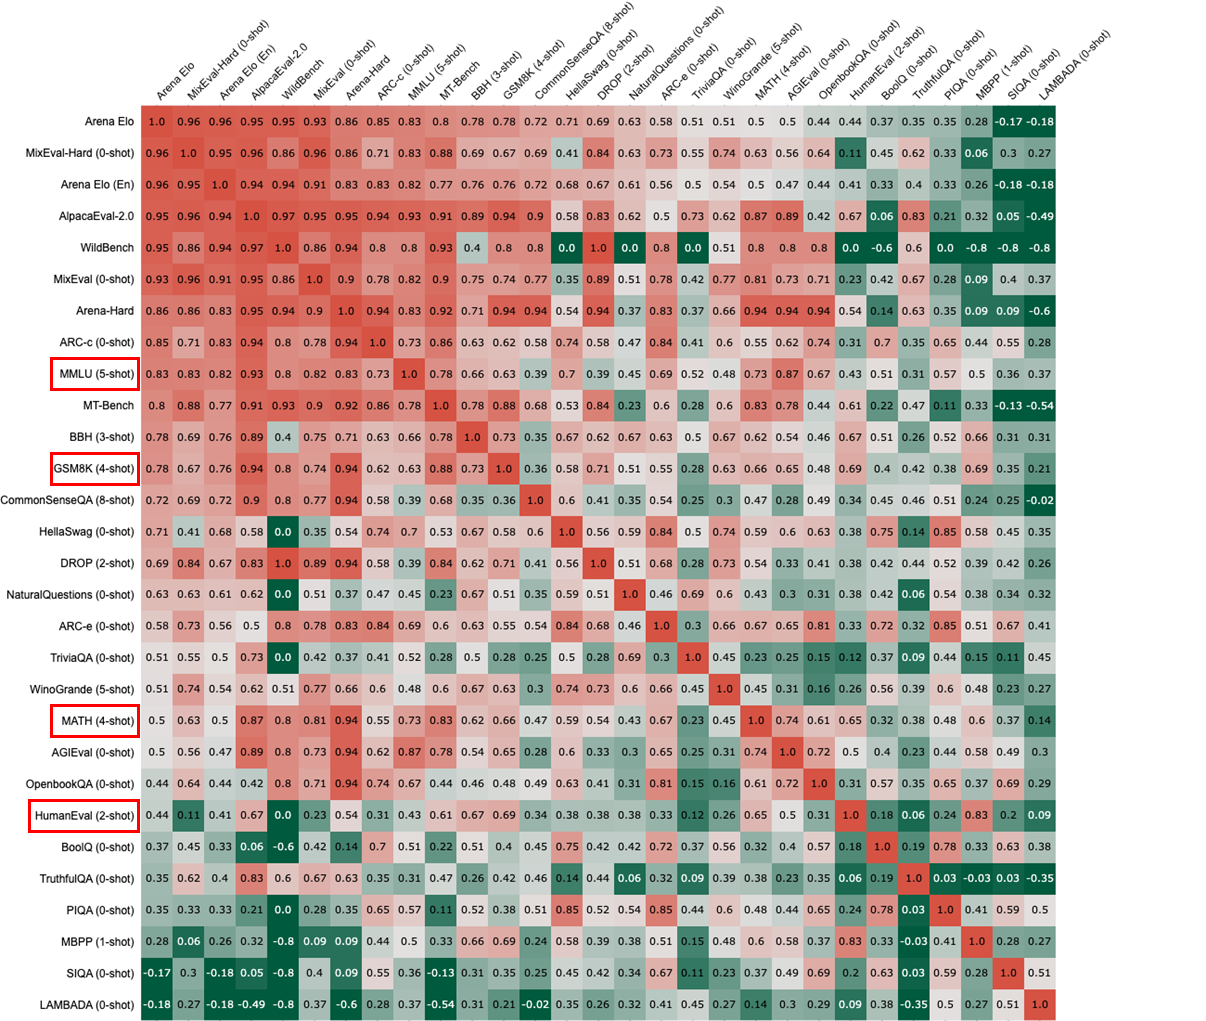 Arena Elo
MixEval-Hard (0-shot)
Arena Elo (En)
AlpacaEval-2.0
WildBench
MixEval (0-shot)
Arena-Hard
ARC-c (0-shot)
MMLU (5-shot)
MT-Bench
BBH (3-shot)
GSM8K (4-shot)
CommonSenseQA (8-shot)
HellaSwag (0-shot)
DROP (2-shot)
NaturalQuestions (0-shot)
ARC-e (0-shot)
TriviaQA (0-shot)
WinoGrande (5-shot)
MATH (4-shot)
AGIEval (0-shot)
OpenbookQA (0-shot)
HumanEval (2-shot)
BoolQ (0-shot)
TruthfulQA (0-shot)
PIQA (0-shot)
MBPP (1-shot)
SIQA (0-shot)
LAMBADA (0-shot)
Arena Elo 1.0 0.96 0.96 0.95 0.95 0.93 0.86 0.85 0.83 0.8 0.78 0.78 0.72 0.71 0.69 0.63 0.58 0.51 0.51 0.5 0.5 0.44 0.44 0.37 0.35 0.35 0.28 -0.17 -0.18
MixEval-Hard (0-shot) 0.96 1.0 0.95 0.96 0.86 0.96 0.86 0.71 0.83 0.88 0.69 0.67 0.69 0.41 0.84 0.63 0.73 0.55 0.74 0.63 0.56 0.64 0.11 0.45 0.62 0.33 0.06 0.3 0.27
Arena Elo (En) 0.96 0.95 1.0 0.94 0.94 0.91 0.83 0.83 0.82 0.77 0.76 0.76 0.72 0.68 0.67 0.61 0.56 0.5 0.54 0.5 0.47 0.44 0.41 0.33 0.4 0.33 0.26 -0.18 -0.18
AlpacaEval-2.0 0.95 0.96 0.94 1.0 0.97 0.95 0.95 0.94 0.93 0.91 0.89 0.94 0.9 0.58 0.83 0.62 0.5 0.73 0.62 0.87 0.89 0.42 0.67 0.06 0.83 0.21 0.32 0.05 -0.49
WildBench 0.95 0.86 0.94 0.97 1.0 0.86 0.94 0.8 0.8 0.93 0.4 0.8 0.8 0.0 1.0 0.0 0.8 0.0 0.51 0.8 0.8 0.8 0.0 -0.6 0.6 0.0 -0.8 -0.8 -0.8
MixEval (0-shot) 0.93 0.96 0.91 0.95 0.86 1.0 0.9 0.78 0.82 0.9 0.75 0.74 0.77 0.35 0.89 0.51 0.78 0.42 0.77 0.81 0.73 0.71 0.23 0.42 0.67 0.28 0.09 0.4 0.37
Arena-Hard 0.86 0.86 0.83 0.95 0.94 0.9 1.0 0.94 0.83 0.92 0.71 0.94 0.94 0.54 0.94 0.37 0.83 0.37 0.66 0.94 0.94 0.94 0.54 0.14 0.63 0.35 0.09 0.09 -0.6
ARC-c (0-shot) 0.85 0.71 0.83 0.94 0.8 0.78 0.94 1.0 0.73 0.86 0.63 0.62 0.58 0.74 0.58 0.47 0.84 0.41 0.6 0.55 0.62 0.74 0.31 0.7 0.35 0.65 0.44 0.55 0.28
MMLU (5-shot) 0.83 0.83 0.82 0.93 0.8 0.82 0.83 0.73 1.0 0.78 0.66 0.63 0.39 0.7 0.39 0.45 0.69 0.52 0.48 0.73 0.87 0.67 0.43 0.51 0.31 0.57 0.5 0.36 0.37
MT-Bench 0.8 0.88 0.77 0.91 0.93 0.9 0.92 0.86 0.78 1.0 0.78 0.88 0.68 0.53 0.84 0.23 0.6 0.28 0.6 0.83 0.78 0.44 0.61 0.22 0.47 0.11 0.33 -0.13 -0.54
BBH (3-shot) 0.78 0.69 0.76 0.89 0.4 0.75 0.71 0.63 0.66 0.78 1.0 0.73 0.35 0.67 0.62 0.67 0.63 0.5 0.67 0.62 0.54 0.46 0.67 0.51 0.26 0.52 0.66 0.31 0.31
GSM8K (4-shot) 0.78 0.67 0.76 0.94 0.8 0.74 0.94 0.62 0.63 0.88 0.73 1.0 0.36 0.58 0.71 0.51 0.55 0.28 0.63 0.66 0.65 0.48 0.69 0.4 0.42 0.38 0.69 0.35 0.21
CommonSenseQA (8-shot) 0.72 0.69 0.72 0.9 0.8 0.77 0.94 0.58 0.39 0.68 0.35 0.36 1.0 0.6 0.41 0.35 0.54 0.25 0.3 0.47 0.28 0.49 0.34 0.45 0.46 0.51 0.24 0.25 -0.02
HellaSwag (0-shot) 0.71 0.41 0.68 0.58 0.0 0.35 0.54 0.74 0.7 0.53 0.67 0.58 0.6 1.0 0.56 0.59 0.84 0.5 0.74 0.59 0.6 0.63 0.38 0.75 0.14 0.85 0.58 0.45 0.35
DROP (2-shot) 0.69 0.84 0.67 0.83 1.0 0.89 0.94 0.58 0.39 0.84 0.62 0.71 0.41 0.56 1.0 0.51 0.68 0.28 0.73 0.54 0.33 0.41 0.38 0.42 0.44 0.52 0.39 0.42 0.26
NaturalQuestions (0-shot) 0.63 0.63 0.61 0.62 0.0 0.51 0.37 0.47 0.45 0.23 0.67 0.51 0.35 0.59 0.51 1.0 0.46 0.69 0.6 0.43 0.3 0.31 0.38 0.42 0.06 0.54 0.38 0.34 0.32
ARC-e (0-shot) 0.58 0.73 0.56 0.5 0.8 0.78 0.83 0.84 0.69 0.6 0.63 0.55 0.54 0.84 0.68 0.46 1.0 0.3 0.66 0.67 0.65 0.81 0.33 0.72 0.32 0.85 0.51 0.67 0.41
TriviaQA (0-shot) 0.51 0.55 0.5 0.73 0.0 0.42 0.37 0.41 0.52 0.28 0.5 0.28 0.25 0.5 0.28 0.69 0.3 1.0 0.45 0.23 0.25 0.15 0.12 0.37 0.09 0.44 0.15 0.11 0.45
WinoGrande (5-shot) 0.51 0.74 0.54 0.62 0.51 0.77 0.66 0.6 0.48 0.6 0.67 0.63 0.3 0.74 0.73 0.6 0.66 0.45 1.0 0.45 0.31 0.16 0.26 0.56 0.39 0.6 0.48 0.23 0.27
MATH (4-shot) 0.5 0.63 0.5 0.87 0.8 0.81 0.94 0.55 0.73 0.83 0.62 0.66 0.47 0.59 0.54 0.43 0.67 0.23 0.45 1.0 0.74 0.61 0.65 0.32 0.38 0.48 0.6 0.37 0.14
AGIEval (0-shot) 0.5 0.56 0.47 0.89 0.8 0.73 0.94 0.62 0.87 0.78 0.54 0.65 0.28 0.6 0.33 0.3 0.65 0.25 0.31 0.74 1.0 0.72 0.5 0.4 0.23 0.44 0.58 0.49 0.3
OpenbookQA (0-shot) 0.44 0.64 0.44 0.42 0.8 0.71 0.94 0.74 0.67 0.44 0.46 0.48 0.49 0.63 0.41 0.31 0.81 0.15 0.16 0.61 0.72 1.0 0.31 0.57 0.35 0.65 0.37 0.69 0.29
HumanEval (2-shot) 0.44 0.11 0.41 0.67 0.0 0.23 0.54 0.31 0.43 0.61 0.67 0.69 0.34 0.38 0.38 0.38 0.33 0.12 0.26 0.65 0.5 0.31 1.0 0.18 0.06 0.24 0.83 0.2 0.09
BoolQ (0-shot) 0.37 0.45 0.33 0.06 -0.6 0.42 0.14 0.7 0.51 0.22 0.51 0.4 0.45 0.75 0.42 0.42 0.72 0.37 0.56 0.32 0.4 0.57 0.18 1.0 0.19 0.78 0.33 0.63 0.38
TruthfulQA (0-shot) 0.35 0.62 0.4 0.83 0.6 0.67 0.63 0.35 0.31 0.47 0.26 0.42 0.46 0.14 0.44 0.06 0.32 0.09 0.39 0.38 0.23 0.35 0.06 0.19 1.0 0.03 -0.03 0.03 -0.35
PIQA (0-shot) 0.35 0.33 0.33 0.21 0.0 0.28 0.35 0.65 0.57 0.11 0.52 0.38 0.51 0.85 0.52 0.54 0.85 0.44 0.6 0.48 0.44 0.65 0.24 0.78 0.03 1.0 0.41 0.59 0.5
MBPP (1-shot) 0.28 0.06 0.26 0.32 -0.8 0.09 0.09 0.44 0.5 0.33 0.66 0.69 0.24 0.58 0.39 0.38 0.51 0.15 0.48 0.6 0.58 0.37 0.83 0.33 -0.03 0.41 1.0 0.28 0.27
SIQA (0-shot) -0.17 0.3 -0.18 0.05 -0.8 0.4 0.09 0.55 0.36 -0.13 0.31 0.35 0.25 0.45 0.42 0.34 0.67 0.11 0.23 0.37 0.49 0.69 0.2 0.63 0.03 0.59 0.28 1.0 0.51
LAMBADA (0-shot) -0.18 0.27 -0.18 -0.49 -0.8 0.37 -0.6 0.28 0.37 -0.54 0.31 0.21 -0.02 0.35 0.26 0.32 0.41 0.45 0.27 0.14 0.3 0.29 0.09 0.38 -0.35 0.5 0.27 0.51 1.0